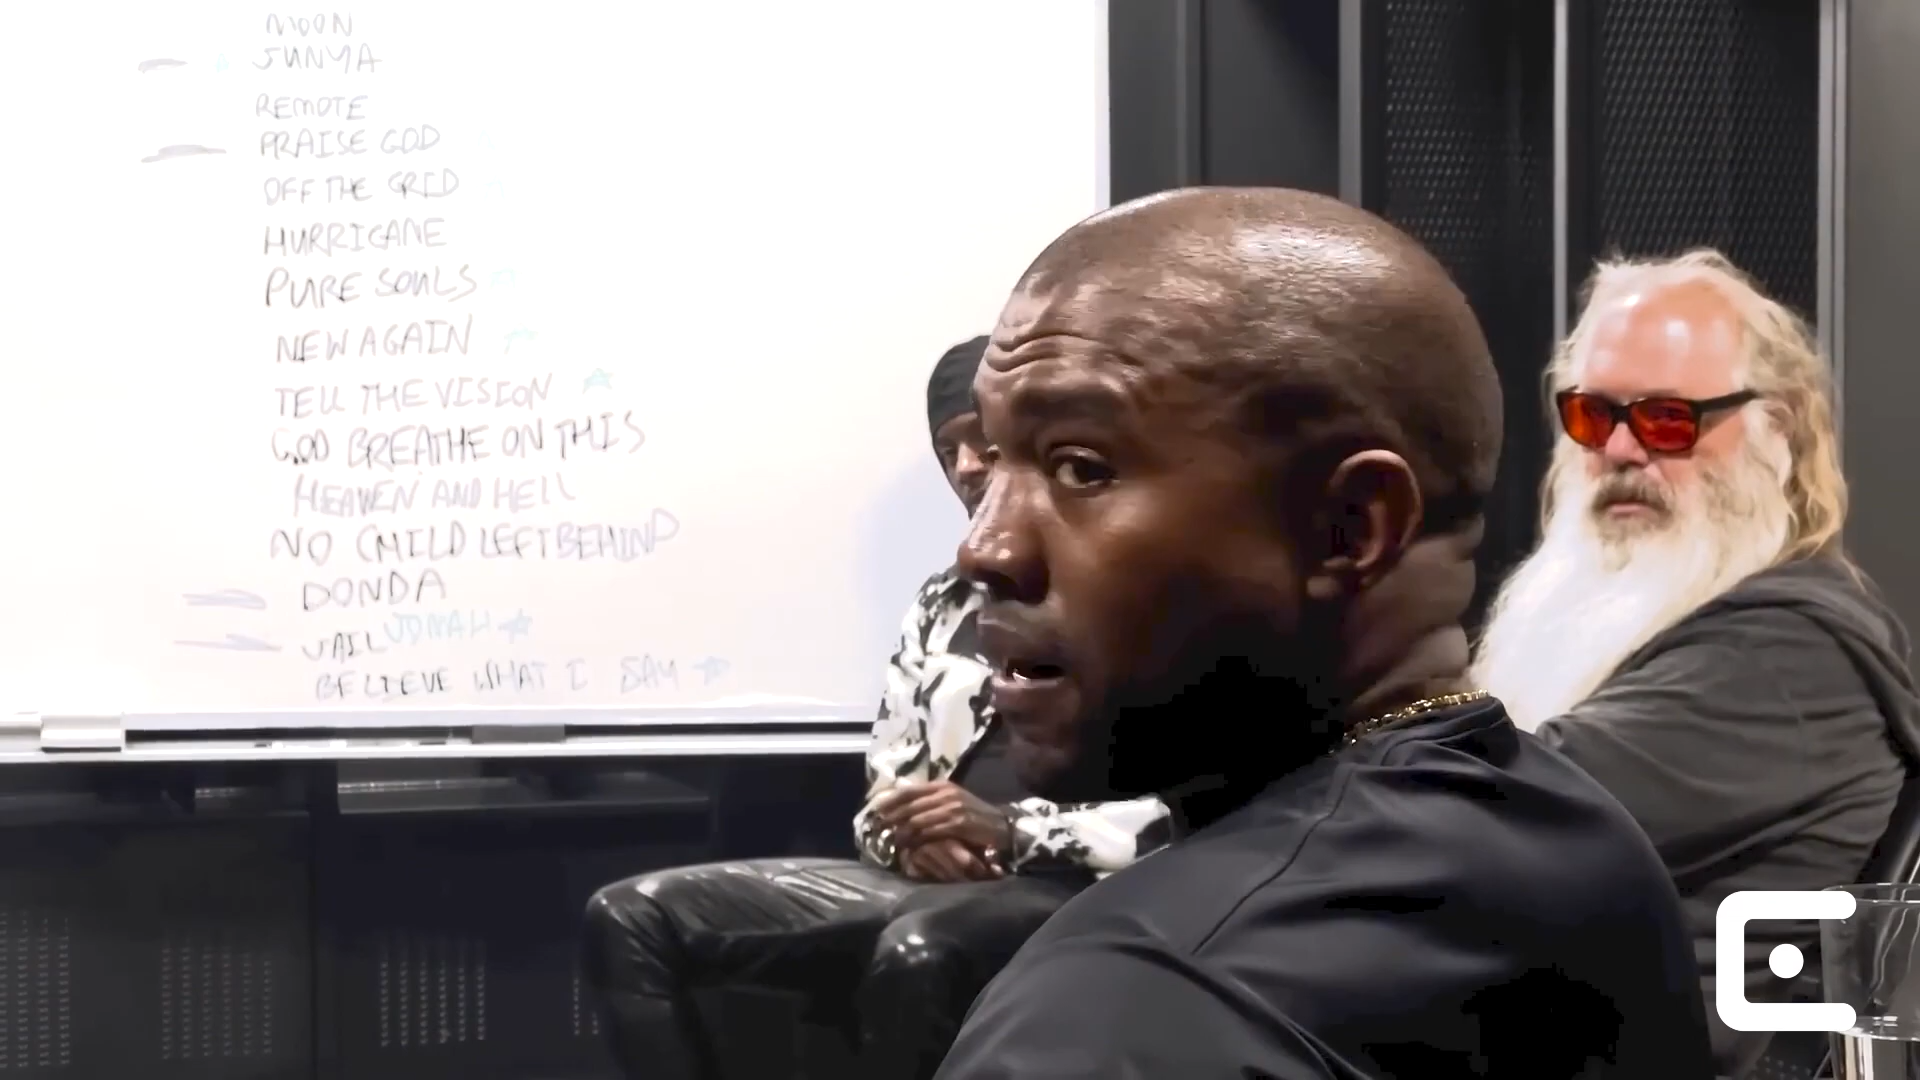 MOON
JUNYA
REMOTE
PRAISE GOD
OFF THE GRID
HURRICANE
PURE SOULS
NEW AGAIN
TELL THE VISION
GOD BREATHE ON THIS
HEAVEN AND HELL
NO CHILD LEFT BEHIND
DONDA
JAIL JONAH
BELIEVE WHAT I SAY